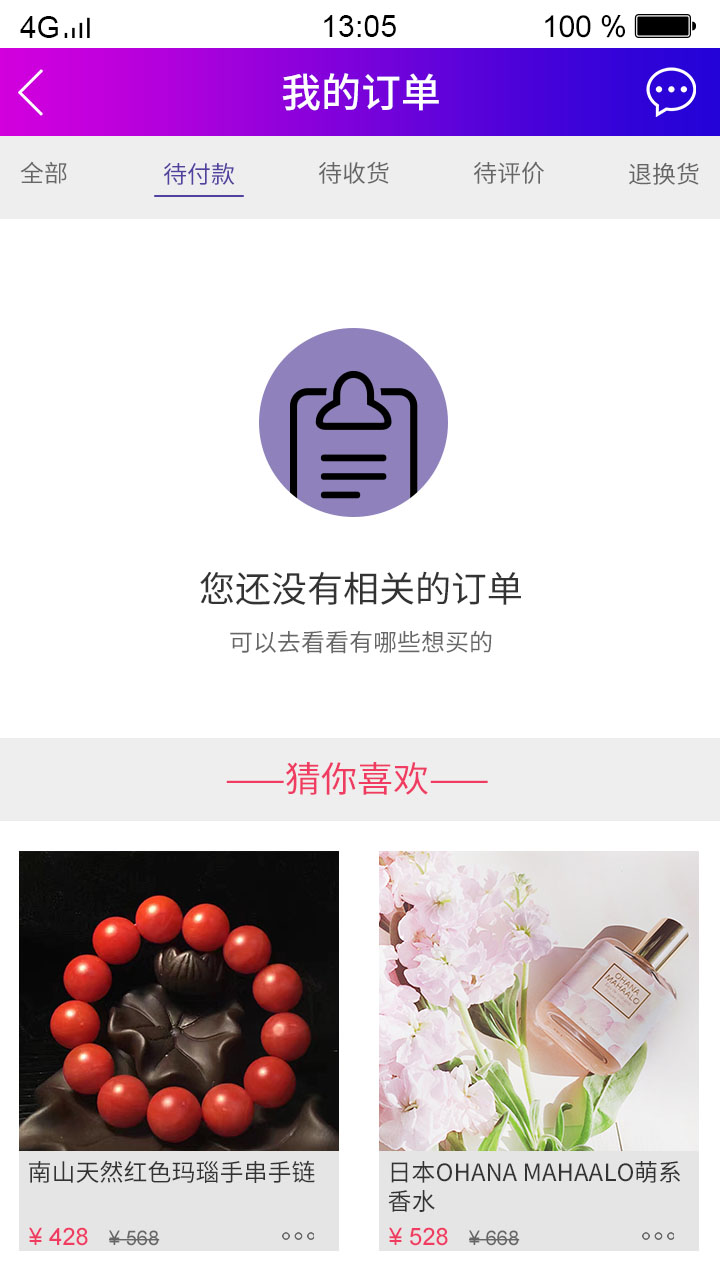 4G 13:05 100 %
我的订单
全部 待付款 待收货 待评价 退换货
您还没有相关的订单
可以去看看有哪些想买的
——猜你喜欢——
OHANA
MAHAALO
南山天然红色玛瑙手串手链
¥ 428 ¥ 568
日本OHANA MAHAALO萌系
香水
¥ 528 ¥ 668